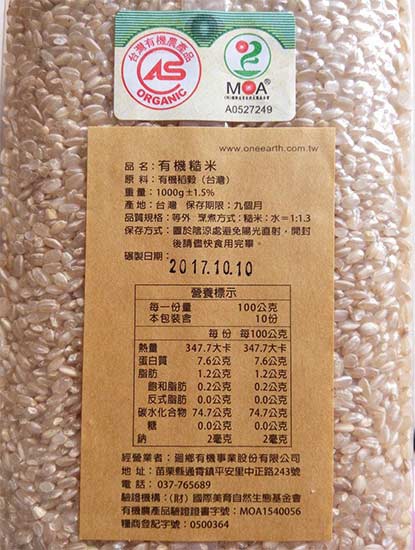 台灣有機農產品
CAS
ORGANIC
MOA®
A0527249
www.oneearth.com.tw
品名：有機糙米
原料：有機稻穀（台灣）
重量：1000g±1.5%
產地：台灣 保存期限：九個月
品質規格：等外 烹煮方式：糙米：水＝1:1.3
保存方式：置於陰涼處避免陽光直射，開封
後請儘快食用完畢。
碾製日期：2017.10.10
營養標示
每一份量 100公克
本包裝含 10份
每份 每100公克
熱量 347.7大卡 347.7大卡
蛋白質 7.6公克 7.6公克
脂肪 1.2公克 1.2公克
飽和脂肪 0.2公克 0.2公克
反式脂肪 0.0公克 0.0公克
碳水化合物 74.7公克 74.7公克
糖 0.0公克 0.0公克
鈉 2毫克 2毫克
經營業者：迴鄉有機事業股份有限公司
地址：苗栗縣通霄鎮平安里中正路243號
電話：037-765689
驗證機構：（財）國際美育自然生態基金會
有機農產品驗證證書字號：MOA1540056
糧商登記字號：0500364